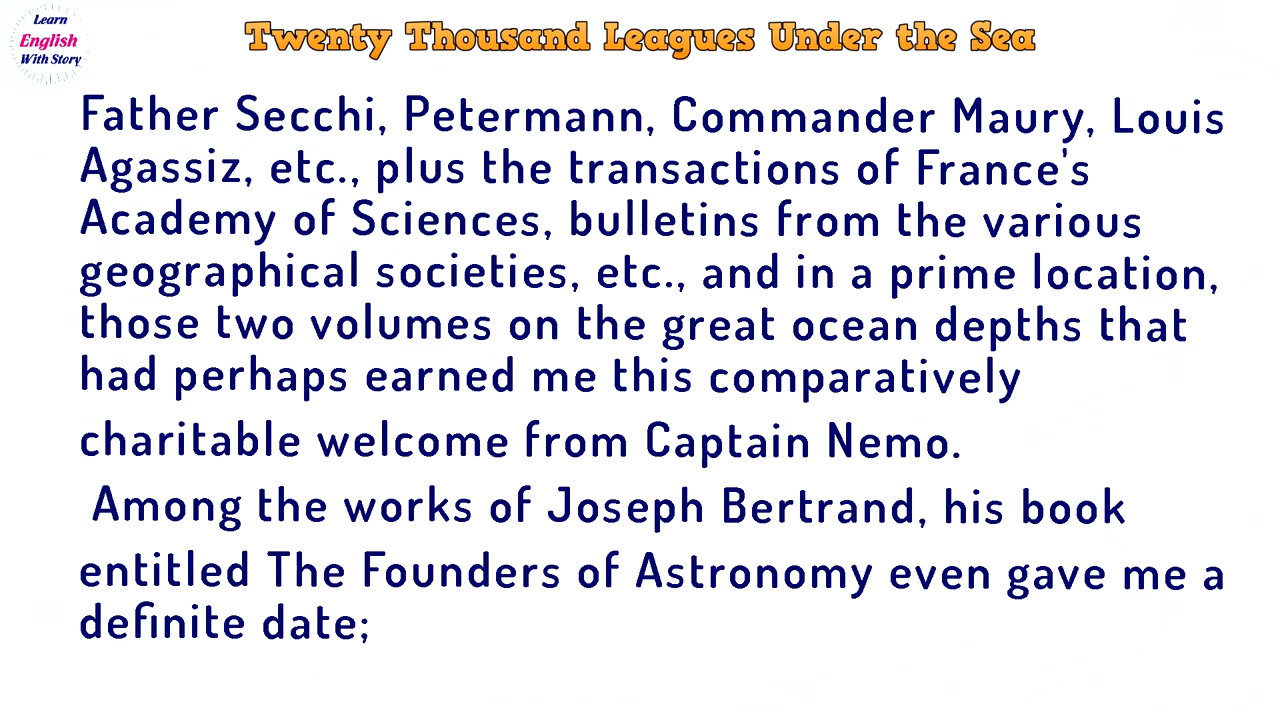 Learn
English
With Story
Twenty Thousand Leagues Under the Sea
Father Secchi, Petermann, Commander Maury, Louis
Agassiz, etc., plus the transactions of France's
Academy of Sciences, bulletins from the various
geographical societies, etc., and in a prime location,
those two volumes on the great ocean depths that
had perhaps earned me this comparatively
charitable welcome from Captain Nemo.
Among the works of Joseph Bertrand, his book
entitled The Founders of Astronomy even gave me a
definite date;